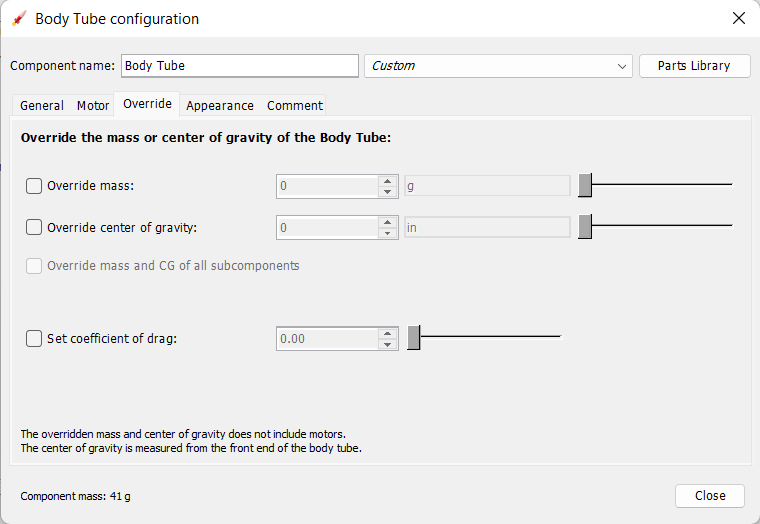 Body Tube configuration
Component name: Body Tube Custom Parts Library
General Motor Override Appearance Comment
Override the mass or center of gravity of the Body Tube:
Override mass: 0 g
Override center of gravity: 0 in
Override mass and CG of all subcomponents
Set coefficient of drag: 0.00
The overridden mass and center of gravity does not include motors.
The center of gravity is measured from the front end of the body tube.
Component mass: 41 g Close